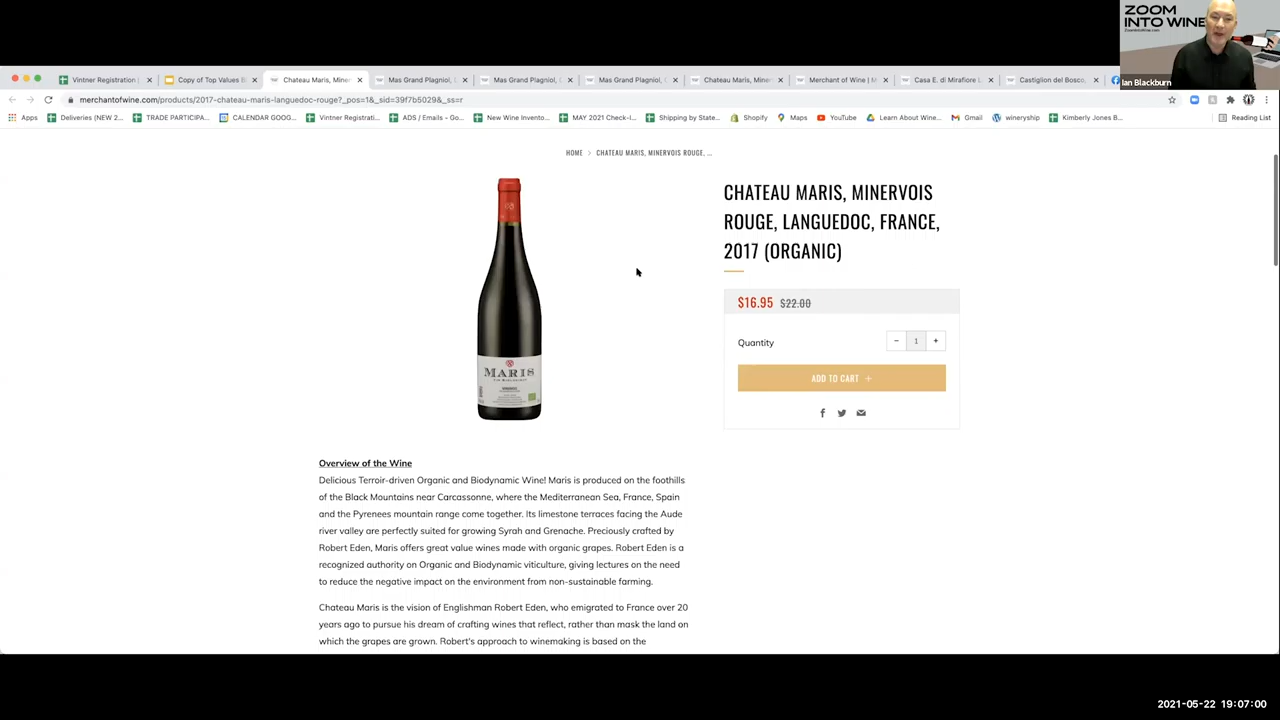 ZOOM
INTO WINE
ZoomIntoWine.com
Ian Blackburn
Vintner Registration
Copy of Top Values B
Chateau Maris, Miner
Mas Grand Plagniol,
Mas Grand Plagniol,
Mas Grand Plagniol,
Chateau Maris, Miner
Merchant of Wine | M
Casa E. di Mirafiore L
Castiglion del Bosco,
merchantofwine.com/products/2017-chateau-maris-languedoc-rouge?_pos=1&_sid=39f7b5029&_ss=r
Apps
Deliveries (NEW 2...
TRADE PARTICIPA...
CALENDAR GOOG...
Vintner Registrati...
ADS / Emails – Go...
New Wine Invento...
MAY 2021 Check-I...
Shipping by State...
Shopify
Maps
YouTube
Learn About Wine...
Gmail
wineryship
Kimberly Jones B...
Reading List
HOME > CHATEAU MARIS, MINERVOIS ROUGE, ...
MARIS
CHATEAU MARIS, MINERVOIS
ROUGE, LANGUEDOC, FRANCE,
2017 (ORGANIC)
$16.95 $22.00
Quantity
− 1 +
ADD TO CART +
Overview of the Wine
Delicious Terroir-driven Organic and Biodynamic Wine! Maris is produced on the foothills
of the Black Mountains near Carcassonne, where the Mediterranean Sea, France, Spain
and the Pyrenees mountain range come together. Its limestone terraces facing the Aude
river valley are perfectly suited for growing Syrah and Grenache. Preciously crafted by
Robert Eden, Maris offers great value wines made with organic grapes. Robert Eden is a
recognized authority on Organic and Biodynamic viticulture, giving lectures on the need
to reduce the negative impact on the environment from non-sustainable farming.
Chateau Maris is the vision of Englishman Robert Eden, who emigrated to France over 20
years ago to pursue his dream of crafting wines that reflect, rather than mask the land on
which the grapes are grown. Robert's approach to winemaking is based on the
2021-05-22 19:07:00